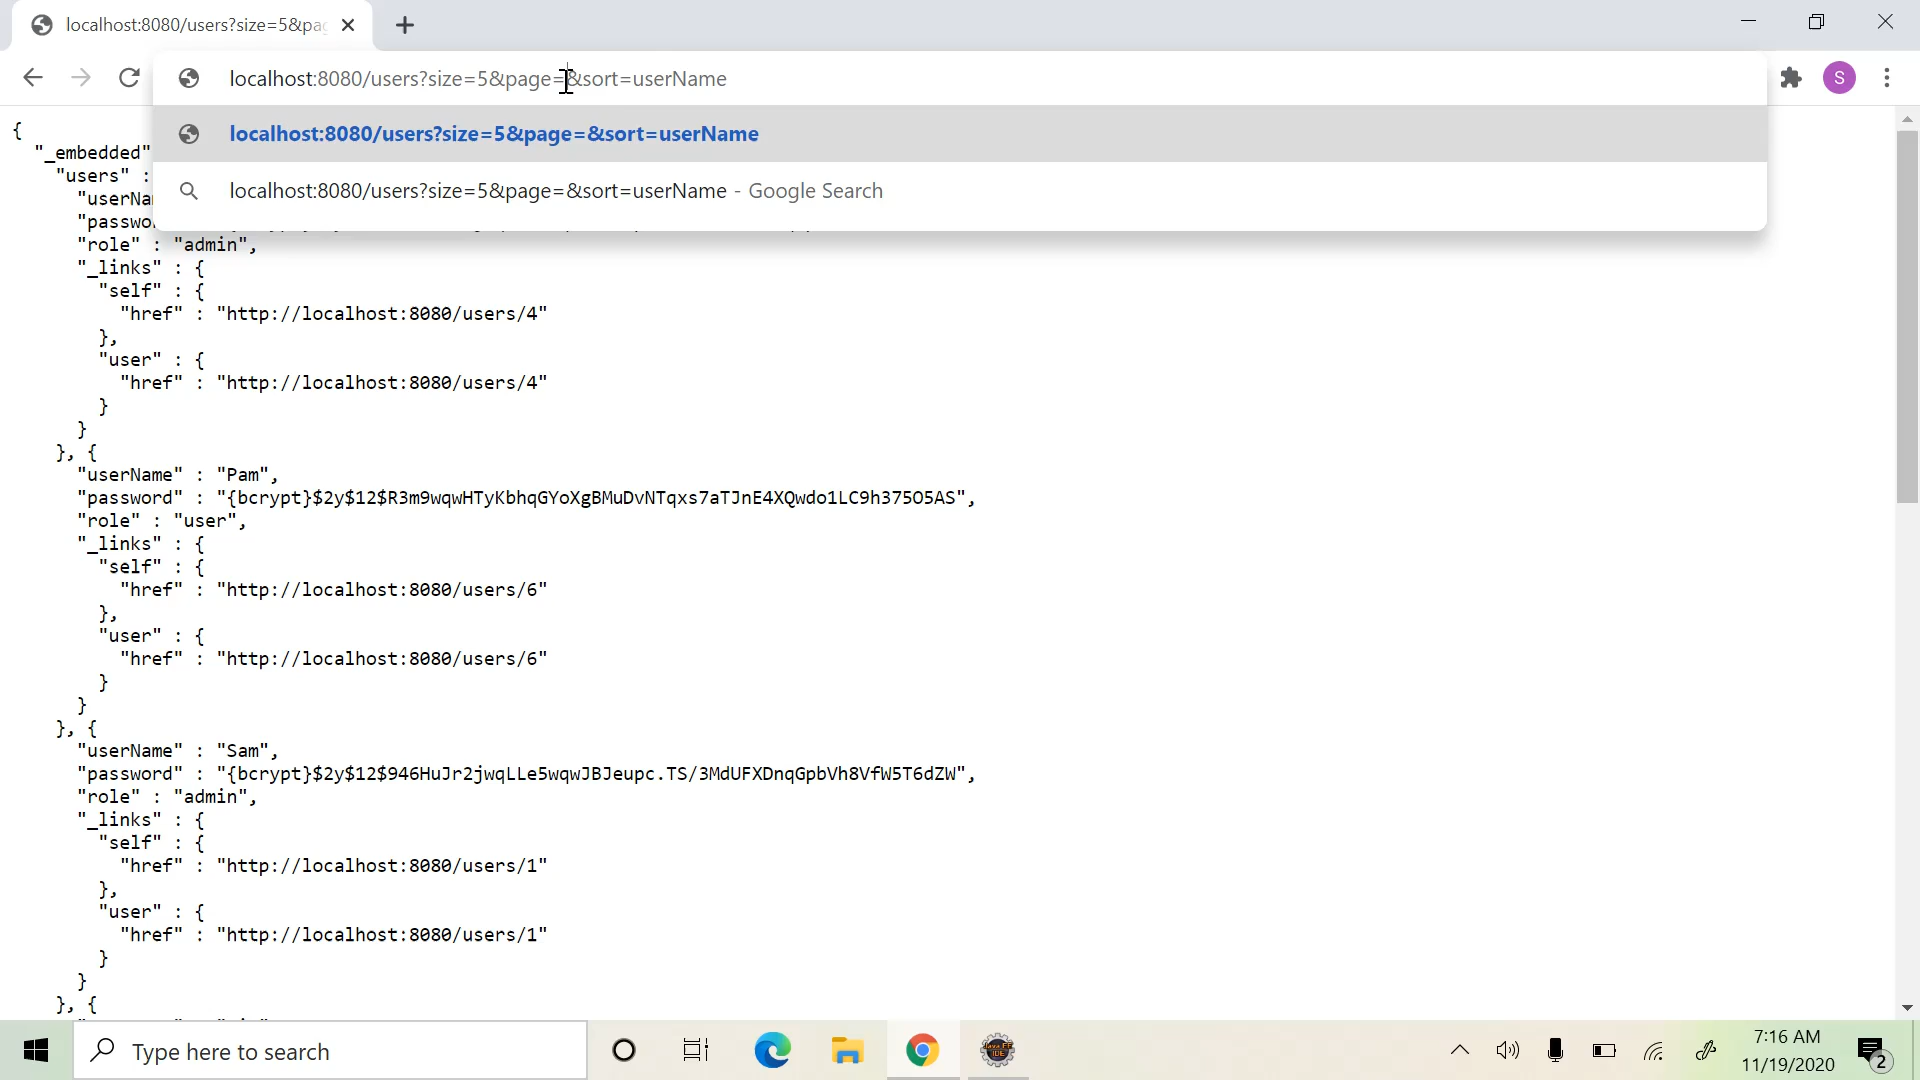 localhost:8080/users?size=5&pag
localhost:8080/users?size=5&page=&sort=userName
S
localhost:8080/users?size=5&page=&sort=userName
localhost:8080/users?size=5&page=&sort=userName - Google Search
{
"_embedded"
"users" :
"userNa
"passwo
"role" : "admin",
"_links" : {
"self" : {
"href" : "http://localhost:8080/users/4"
},
"user" : {
"href" : "http://localhost:8080/users/4"
}
}
}, {
"userName" : "Pam",
"password" : "{bcrypt}$2y$12$R3m9wqwHTyKbhqGYoXgBMuDvNTqxs7aTJnE4XQwdo1LC9h375O5AS",
"role" : "user",
"_links" : {
"self" : {
"href" : "http://localhost:8080/users/6"
},
"user" : {
"href" : "http://localhost:8080/users/6"
}
}
}, {
"userName" : "Sam",
"password" : "{bcrypt}$2y$12$946HuJr2jwqLLe5wqwJBJeupc.TS/3MdUFXDnqGpbVh8VfW5T6dZW",
"role" : "admin",
"_links" : {
"self" : {
"href" : "http://localhost:8080/users/1"
},
"user" : {
"href" : "http://localhost:8080/users/1"
}
}
}, {
Type here to search
Java EE
IDE
7:16 AM
11/19/2020
2